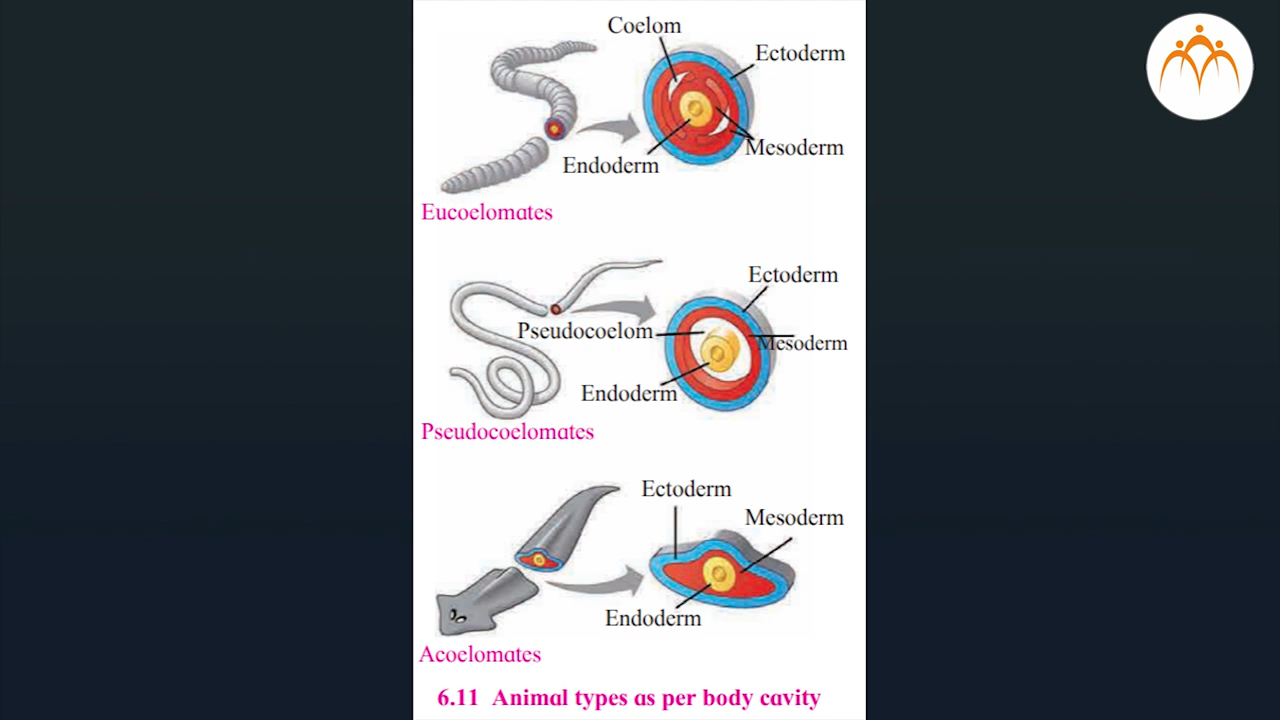 Coelom
Ectoderm
Mesoderm
Endoderm
Eucoelomates
Ectoderm
Pseudocoelom
Mesoderm
Endoderm
Pseudocoelomates
Ectoderm
Mesoderm
Endoderm
Acoelomates
6.11 Animal types as per body cavity